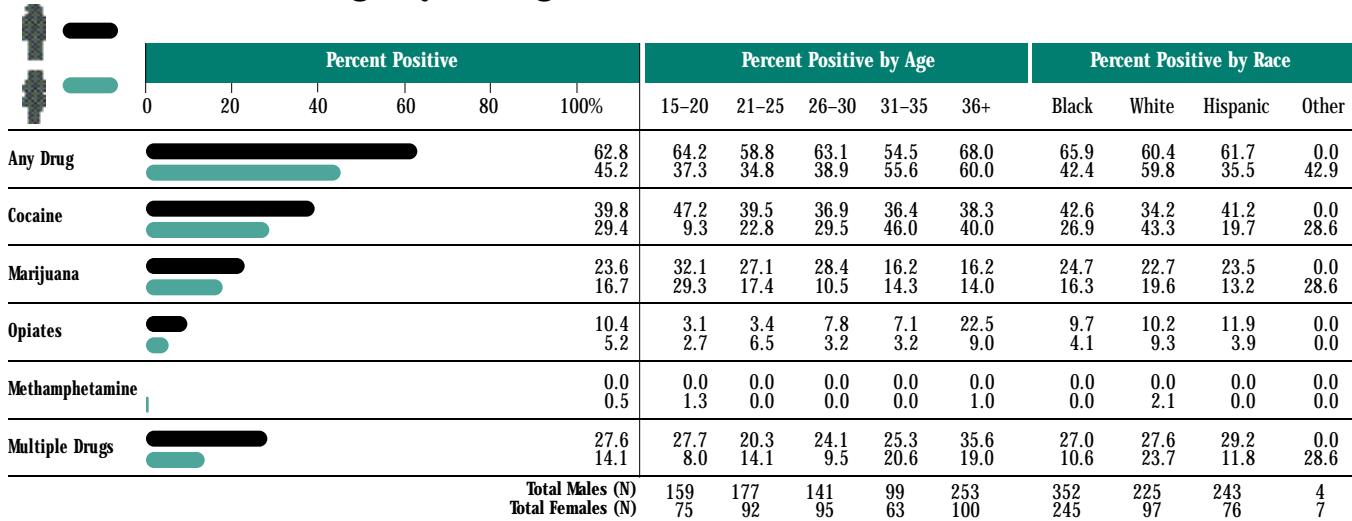 Percent Positive Percent Positive by Age Percent Positive by Race
0 20 40 60 80 100% 15–20 21–25 26–30 31–35 36+ Black White Hispanic Other
Any Drug 62.8 64.2 58.8 63.1 54.5 68.0 65.9 60.4 61.7 0.0
45.2 37.3 34.8 38.9 55.6 60.0 42.4 59.8 35.5 42.9
Cocaine 39.8 47.2 39.5 36.9 36.4 38.3 42.6 34.2 41.2 0.0
29.4 9.3 22.8 29.5 46.0 40.0 26.9 43.3 19.7 28.6
Marijuana 23.6 32.1 27.1 28.4 16.2 16.2 24.7 22.7 23.5 0.0
16.7 29.3 17.4 10.5 14.3 14.0 16.3 19.6 13.2 28.6
Opiates 10.4 3.1 3.4 7.8 7.1 22.5 9.7 10.2 11.9 0.0
5.2 2.7 6.5 3.2 3.2 9.0 4.1 9.3 3.9 0.0
Methamphetamine 0.0 0.0 0.0 0.0 0.0 0.0 0.0 0.0 0.0 0.0
0.5 1.3 0.0 0.0 0.0 1.0 0.0 2.1 0.0 0.0
Multiple Drugs 27.6 27.7 20.3 24.1 25.3 35.6 27.0 27.6 29.2 0.0
14.1 8.0 14.1 9.5 20.6 19.0 10.6 23.7 11.8 28.6
Total Males (N) 159 177 141 99 253 352 225 243 4
Total Females (N) 75 92 95 63 100 245 97 76 7